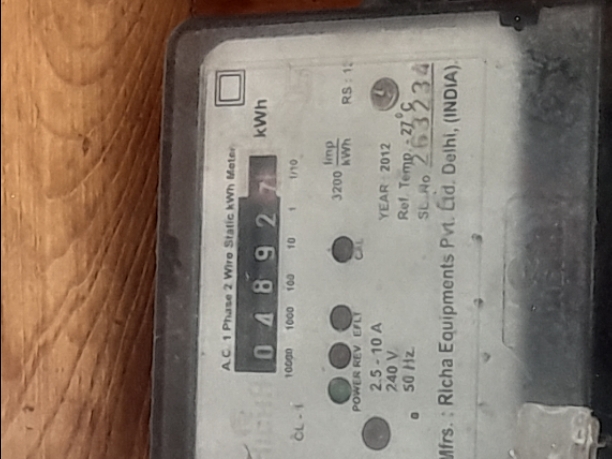 A.C. 1 Phase 2 Wire Static kWh Meter
0 4 8 9 2 7 kWh
10000 1000 100 10 1 1/10
CL - 1
3200 Imp/kWh
POWER REV EFLT CAL
2.5 - 10 A
240 V
50 Hz.
YEAR : 2012
Ref. Temp. - 27°C
SL. No. 263234
Mfrs. : Richa Equipments Pvt. Ltd. Delhi, (INDIA).